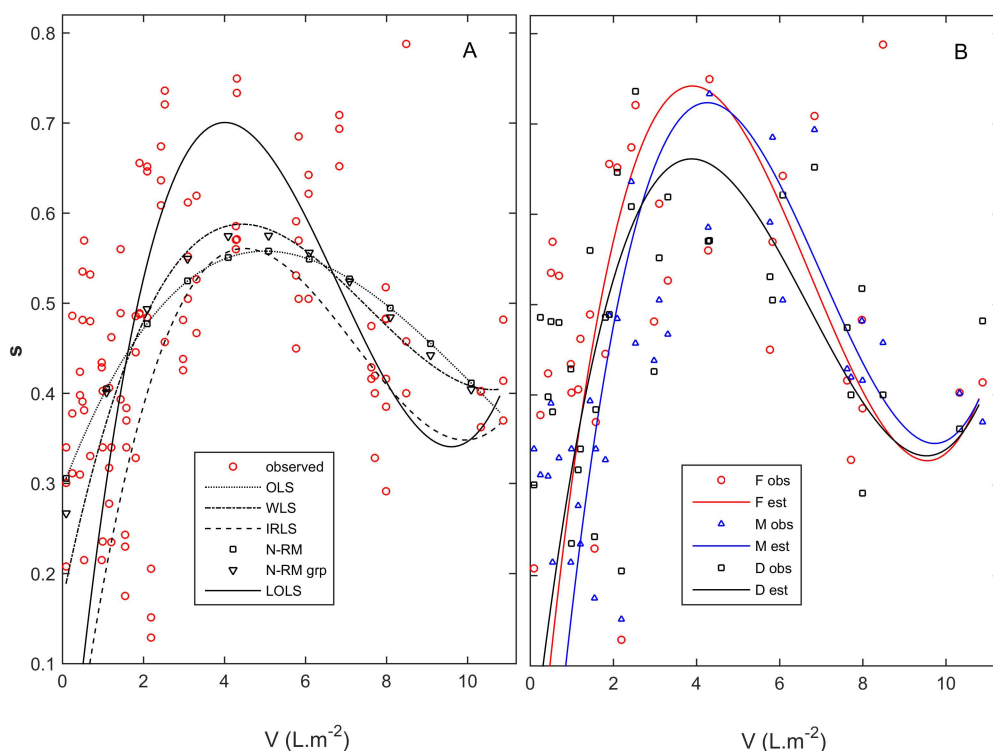 A
B
0.8
0.7
0.6
0.5
0.4
0.3
0.2
0.1
s
observed
OLS
WLS
IRLS
N-RM
N-RM grp
LOLS
F obs
F est
M obs
M est
D obs
D est
0 2 4 6 8 10
0 2 4 6 8 10
V (L.m⁻²)
V (L.m⁻²)